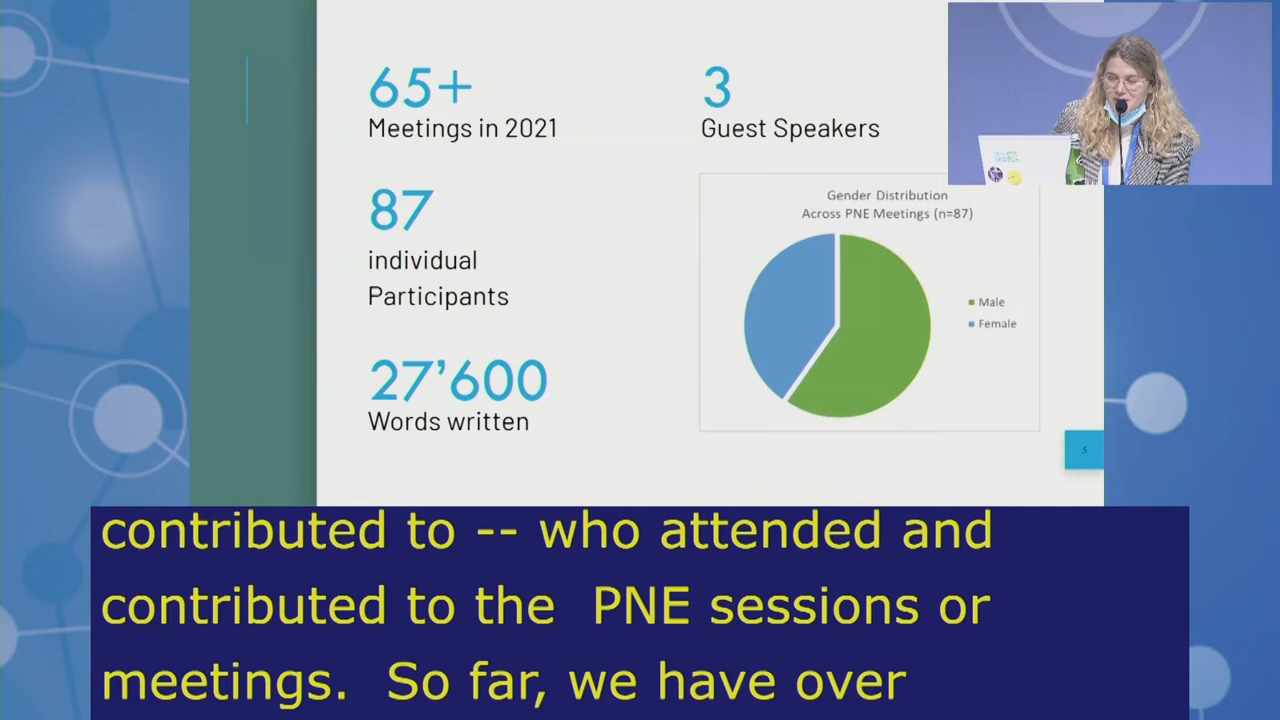 65+
Meetings in 2021
3
Guest Speakers
87
individual
Participants
27’600
Words written
Gender Distribution
Across PNE Meetings (n=87)
Male
Female
5
contributed to -- who attended and
contributed to the PNE sessions or
meetings. So far, we have over